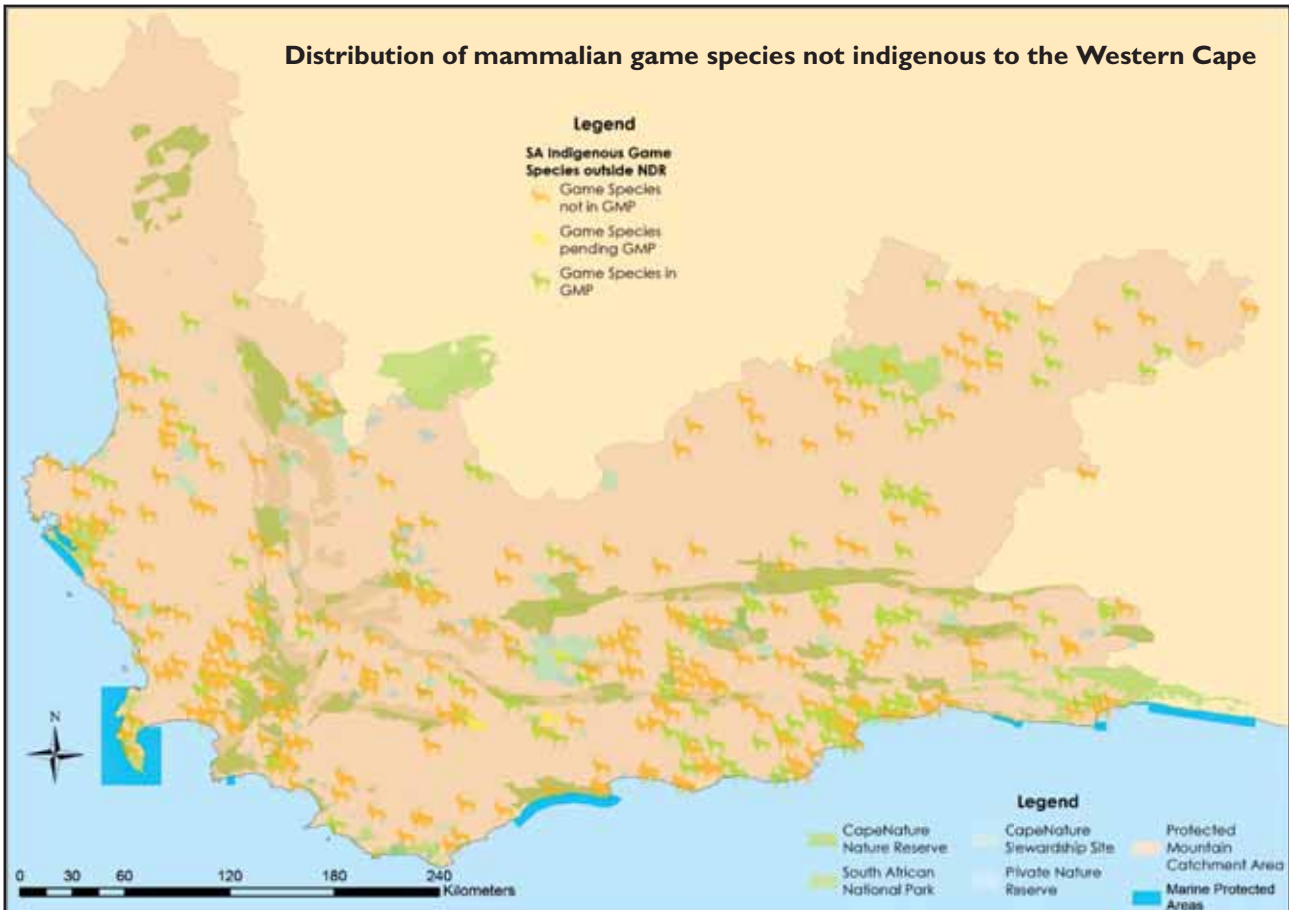 Distribution of mammalian game species not indigenous to the Western Cape
Legend
SA Indigenous Game
Species outside NDR
Game Species
not in GMP
Game Species
pending GMP
Game Species in
GMP
N
0 30 60 120 180 240
Kilometers
Legend
CapeNature
Nature Reserve
South African
National Park
CapeNature
Stewardship Site
Private Nature
Reserve
Protected
Mountain
Catchment Area
Marine Protected
Areas